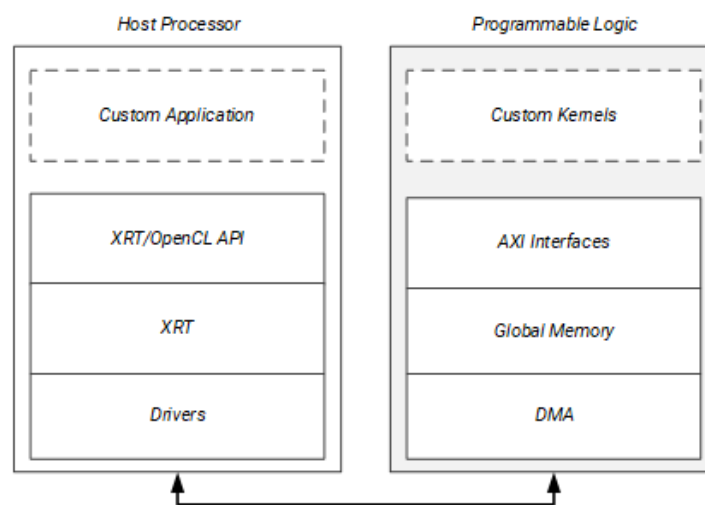 Host Processor
Programmable Logic
Custom Application
Custom Kernels
XRT/OpenCL API
AXI Interfaces
XRT
Global Memory
Drivers
DMA